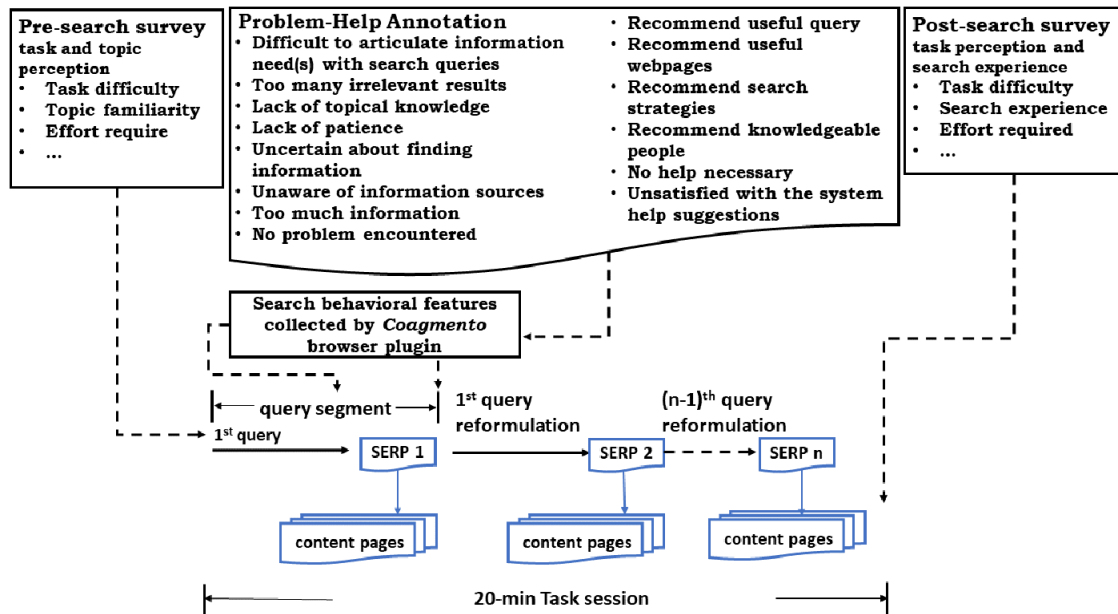 Pre-search survey
task and topic
perception
• Task difficulty
• Topic familiarity
• Effort require
• ...
Problem-Help Annotation
• Difficult to articulate information
need(s) with search queries
• Too many irrelevant results
• Lack of topical knowledge
• Lack of patience
• Uncertain about finding
information
• Unaware of information sources
• Too much information
• No problem encountered
• Recommend useful query
• Recommend useful
webpages
• Recommend search
strategies
• Recommend knowledgeable
people
• No help necessary
• Unsatisfied with the system
help suggestions
Post-search survey
task perception and
search experience
• Task difficulty
• Search experience
• Effort required
• ...
Search behavioral features
collected by Coagmento
browser plugin
query segment
1st query
reformulation
(n-1)th query
reformulation
1st query
SERP 1
SERP 2
SERP n
content pages
content pages
content pages
20-min Task session